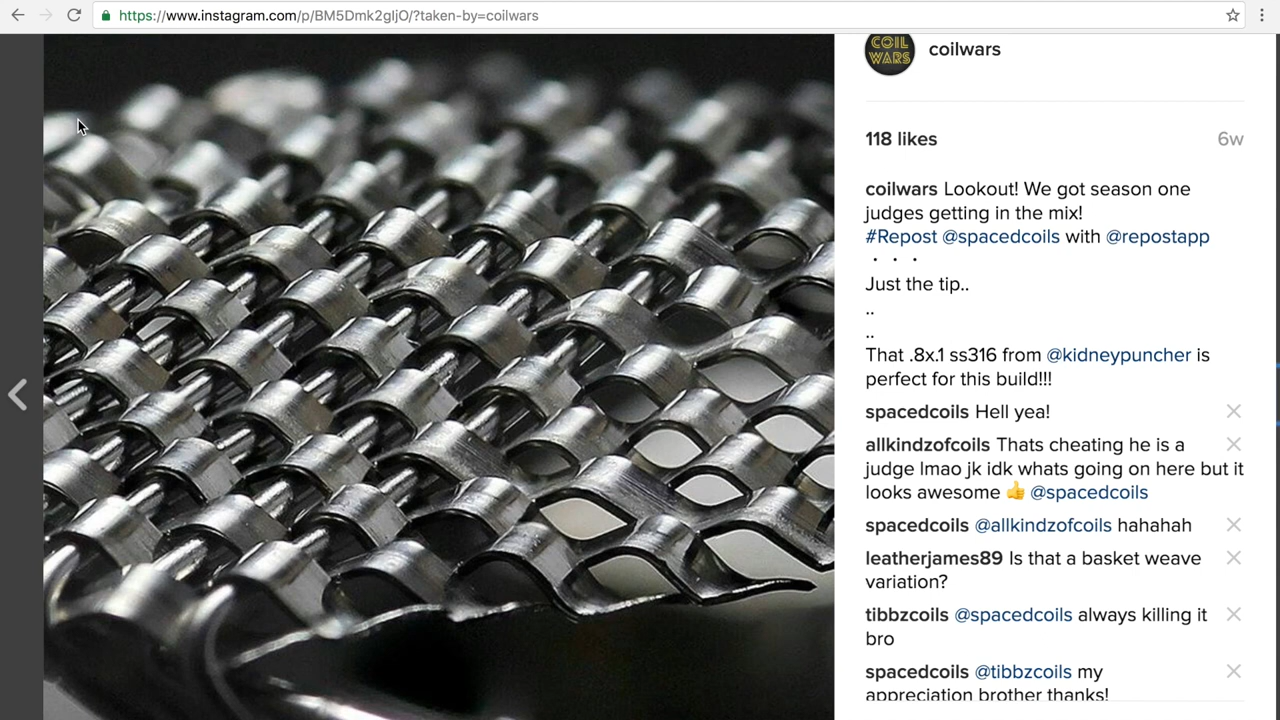 https://www.instagram.com/p/BM5Dmk2gIjO/?taken-by=coilwars
COIL
WARS
coilwars
118 likes
6w
coilwars Lookout! We got season one
judges getting in the mix!
#Repost @spacedcoils with @repostapp
・・・
Just the tip..
..
..
That .8x.1 ss316 from @kidneypuncher is
perfect for this build!!!
spacedcoils Hell yea!
allkindzofcoils Thats cheating he is a
judge lmao jk idk whats going on here but it
looks awesome 👍 @spacedcoils
spacedcoils @allkindzofcoils hahahah
leatherjames89 Is that a basket weave
variation?
tibbzcoils @spacedcoils always killing it
bro
spacedcoils @tibbzcoils my
appreciation brother thanks!